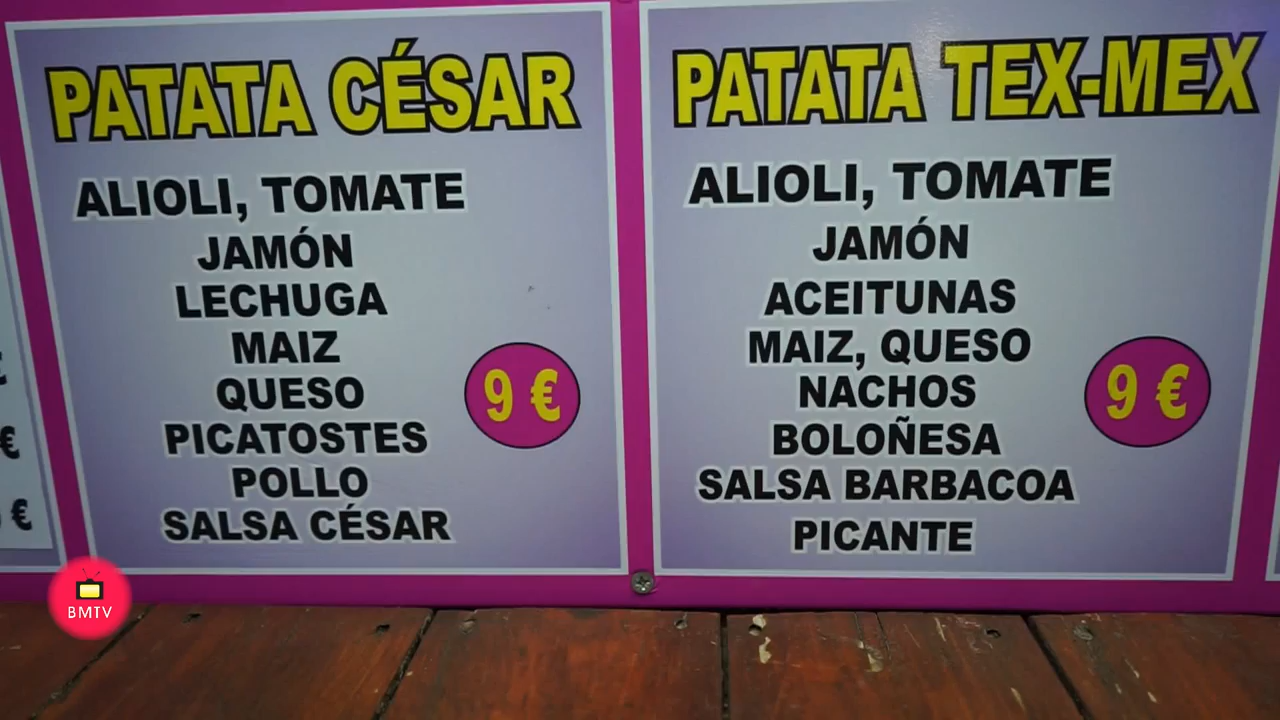 PATATA CÉSAR
ALIOLI, TOMATE
JAMÓN
LECHUGA
MAIZ
QUESO
PICATOSTES
POLLO
SALSA CÉSAR
9 €
PATATA TEX-MEX
ALIOLI, TOMATE
JAMÓN
ACEITUNAS
MAIZ, QUESO
NACHOS
BOLOÑESA
SALSA BARBACOA
PICANTE
9 €
€
€
€
BMTV